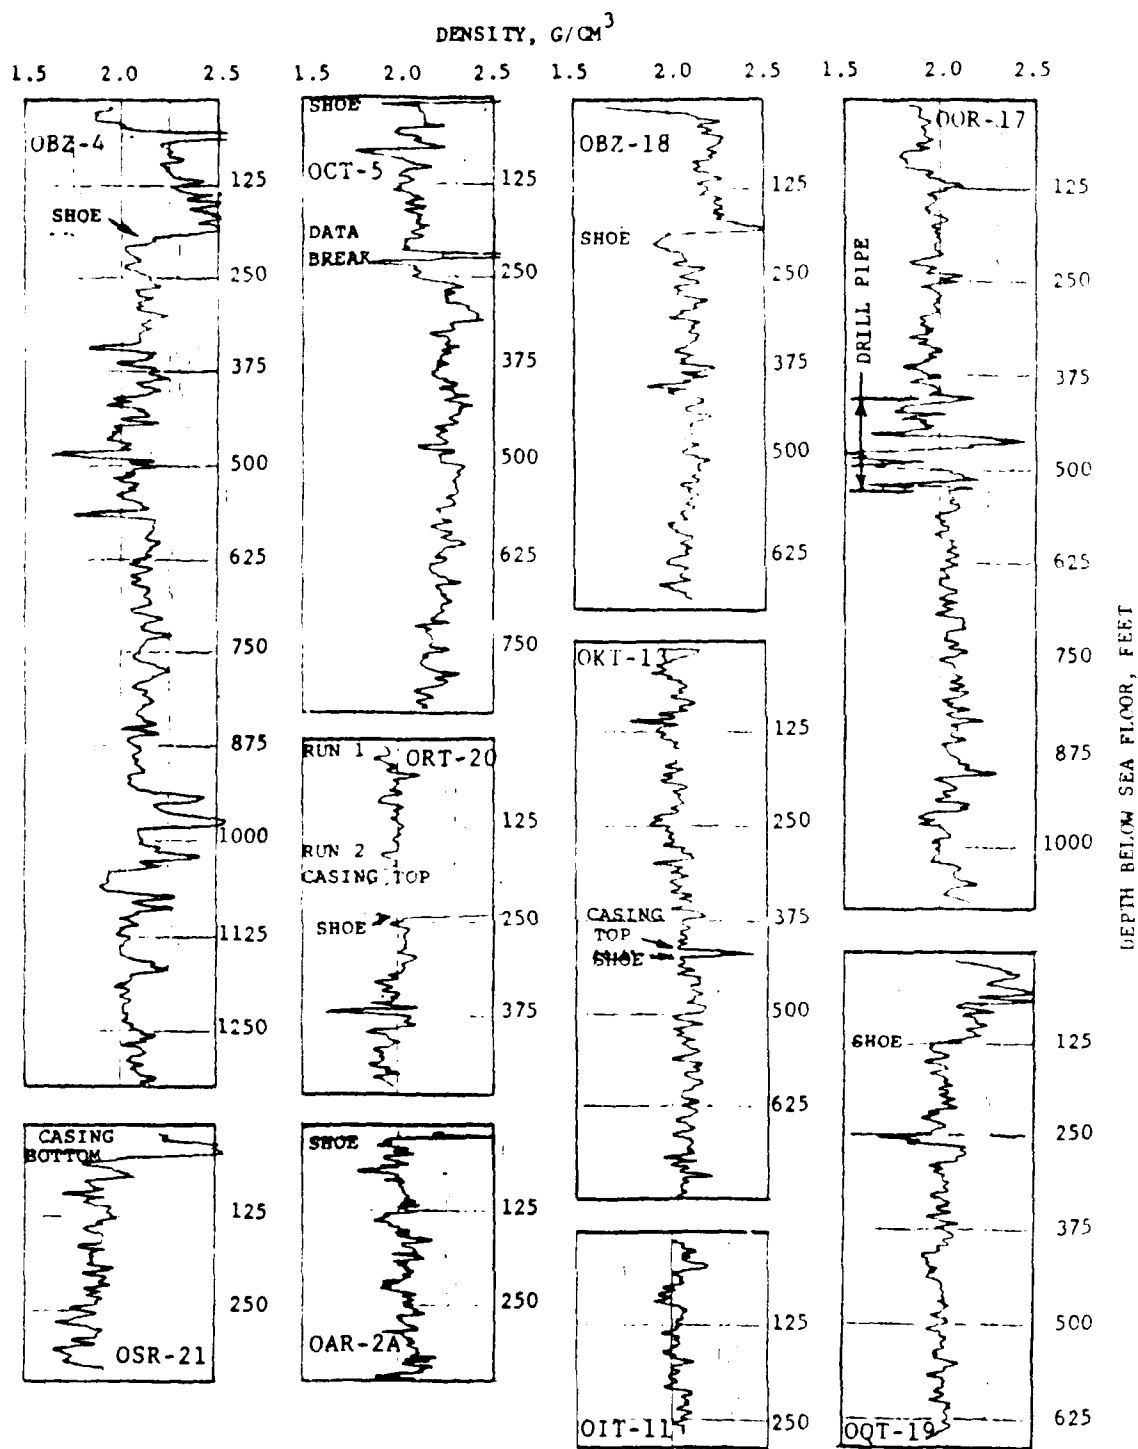 DENSITY, G/CM3
1.5 2.0 2.5 1.5 2.0 2.5 1.5 2.0 2.5 1.5 2.0 2.5
OBZ-4
SHOE
125
250
375
500
625
750
875
1000
1125
1250
SHOE
OCT-5
DATA
BREAK
125
250
375
500
625
750
OBZ-18
SHOE
125
250
375
500
625
OOR-17
DRILL PIPE
125
250
375
500
625
750
875
1000
RUN 1
ORT-20
RUN 2
CASING TOP
SHOE
125
250
375
OKT-13
CASING
TOP
SHOE
125
250
375
500
625
CASING
BOTTOM
125
250
OSR-21
SHOE
125
250
OAR-2A
125
250
OIT-11
SHOE
125
250
375
500
625
OQT-19
DEPTH BELOW SEA FLOOR, FEET